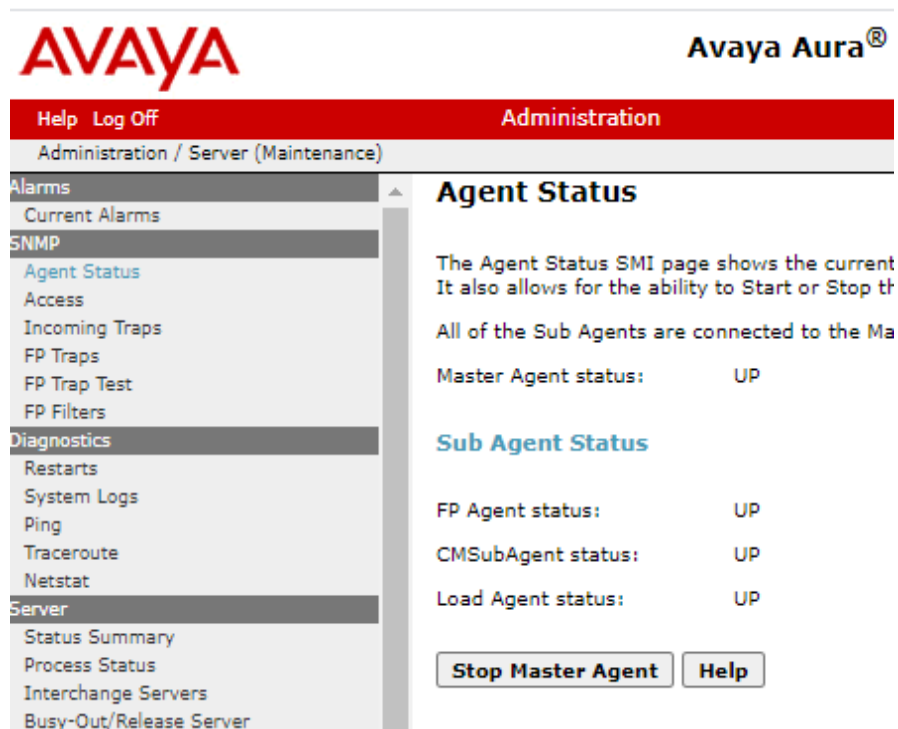 AVAYA
Avaya Aura®
Help Log Off
Administration
Administration / Server (Maintenance)
Alarms
Current Alarms
SNMP
Agent Status
Access
Incoming Traps
FP Traps
FP Trap Test
FP Filters
Diagnostics
Restarts
System Logs
Ping
Traceroute
Netstat
Server
Status Summary
Process Status
Interchange Servers
Busy-Out/Release Server
Agent Status
The Agent Status SMI page shows the current
It also allows for the ability to Start or Stop th
All of the Sub Agents are connected to the Ma
Master Agent status: UP
Sub Agent Status
FP Agent status: UP
CMSubAgent status: UP
Load Agent status: UP
Stop Master Agent Help